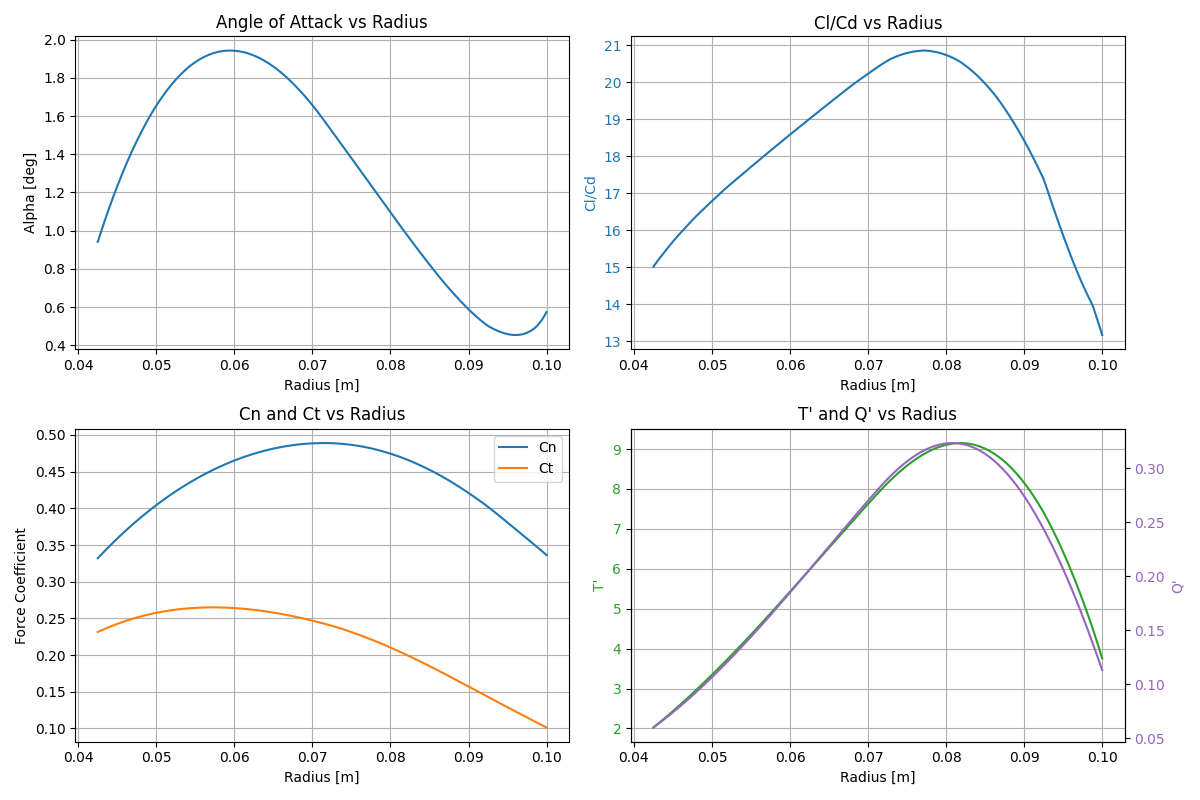 Angle of Attack vs Radius
2.0
1.8
1.6
1.4
1.2
1.0
0.8
0.6
0.4
Alpha [deg]
0.04 0.05 0.06 0.07 0.08 0.09 0.10
Radius [m]
Cl/Cd vs Radius
21
20
19
18
17
16
15
14
13
Cl/Cd
0.04 0.05 0.06 0.07 0.08 0.09 0.10
Radius [m]
Cn and Ct vs Radius
Cn
Ct
0.50
0.45
0.40
0.35
0.30
0.25
0.20
0.15
0.10
Force Coefficient
0.04 0.05 0.06 0.07 0.08 0.09 0.10
Radius [m]
T' and Q' vs Radius
9
8
7
6
5
4
3
2
T'
0.30
0.25
0.20
0.15
0.10
0.05
Q'
0.04 0.05 0.06 0.07 0.08 0.09 0.10
Radius [m]